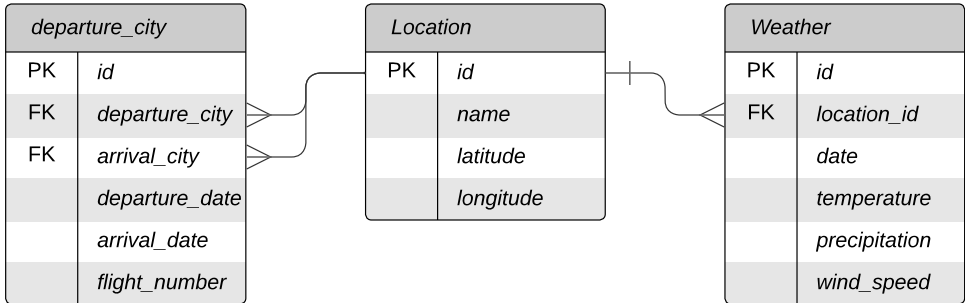 departure_city
PK id
FK departure_city
FK arrival_city
departure_date
arrival_date
flight_number
Location
PK id
name
latitude
longitude
Weather
PK id
FK location_id
date
temperature
precipitation
wind_speed